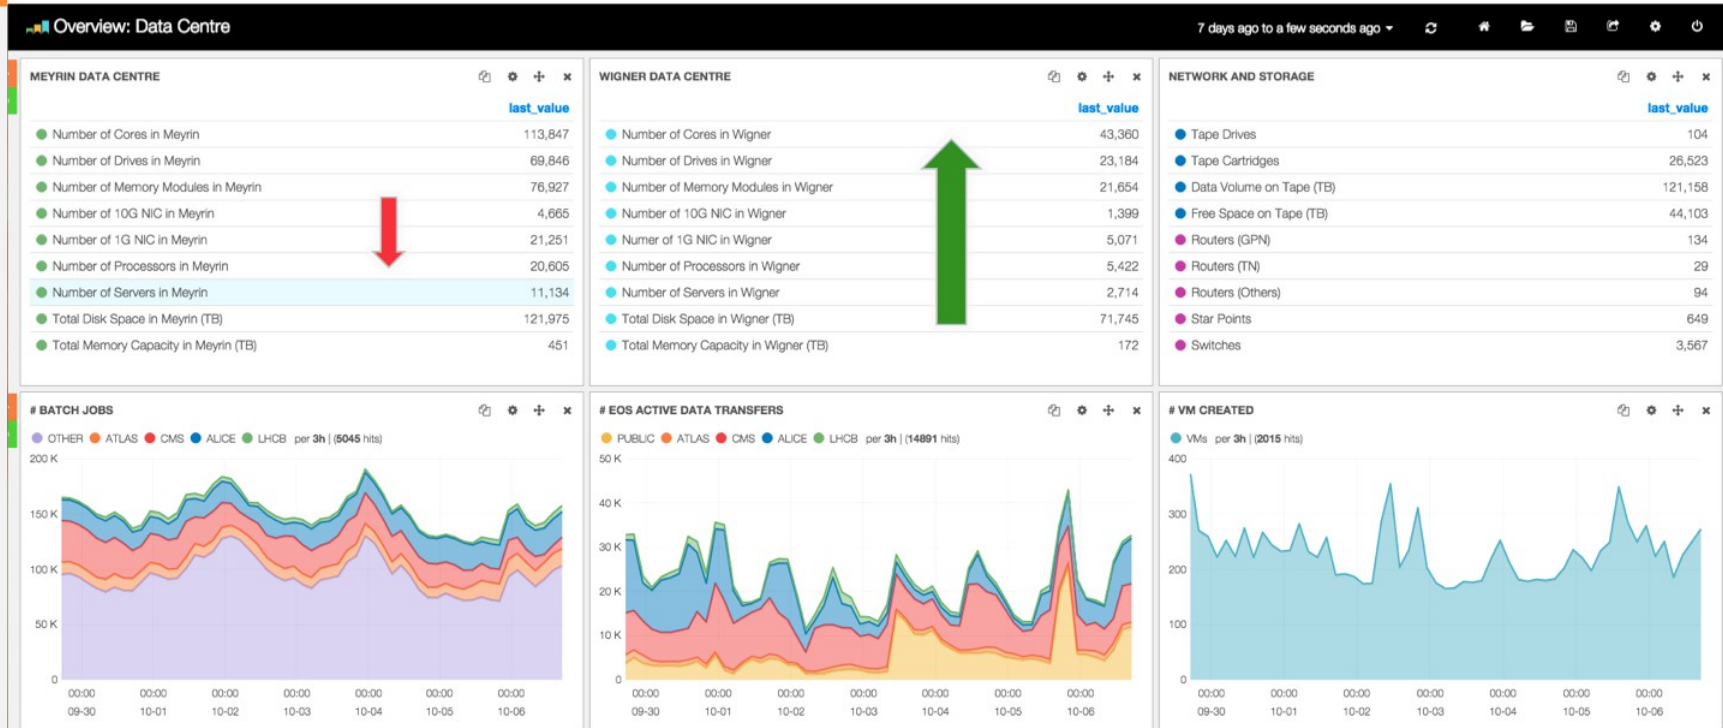 Overview: Data Centre
7 days ago to a few seconds ago
MEYRIN DATA CENTRE
last_value
Number of Cores in Meyrin 113,847
Number of Drives in Meyrin 69,846
Number of Memory Modules in Meyrin 76,927
Number of 10G NIC in Meyrin 4,665
Number of 1G NIC in Meyrin 21,251
Number of Processors in Meyrin 20,605
Number of Servers in Meyrin 11,134
Total Disk Space in Meyrin (TB) 121,975
Total Memory Capacity in Meyrin (TB) 451
WIGNER DATA CENTRE
last_value
Number of Cores in Wigner 43,360
Number of Drives in Wigner 23,184
Number of Memory Modules in Wigner 21,654
Number of 10G NIC in Wigner 1,399
Numer of 1G NIC in Wigner 5,071
Number of Processors in Wigner 5,422
Number of Servers in Wigner 2,714
Total Disk Space in Wigner (TB) 71,745
Total Memory Capacity in Wigner (TB) 172
NETWORK AND STORAGE
last_value
Tape Drives 104
Tape Cartridges 26,523
Data Volume on Tape (TB) 121,158
Free Space on Tape (TB) 44,103
Routers (GPN) 134
Routers (TN) 29
Routers (Others) 94
Star Points 649
Switches 3,567
# BATCH JOBS
OTHER ATLAS CMS ALICE LHCB per 3h | (5045 hits)
200 K
150 K
100 K
50 K
0
00:00 00:00 00:00 00:00 00:00 00:00 00:00
09-30 10-01 10-02 10-03 10-04 10-05 10-06
# EOS ACTIVE DATA TRANSFERS
PUBLIC ATLAS CMS ALICE LHCB per 3h | (14891 hits)
50 K
40 K
30 K
20 K
10 K
0
00:00 00:00 00:00 00:00 00:00 00:00 00:00
09-30 10-01 10-02 10-03 10-04 10-05 10-06
# VM CREATED
VMs per 3h | (2015 hits)
400
300
200
100
0
00:00 00:00 00:00 00:00 00:00 00:00 00:00
09-30 10-01 10-02 10-03 10-04 10-05 10-06